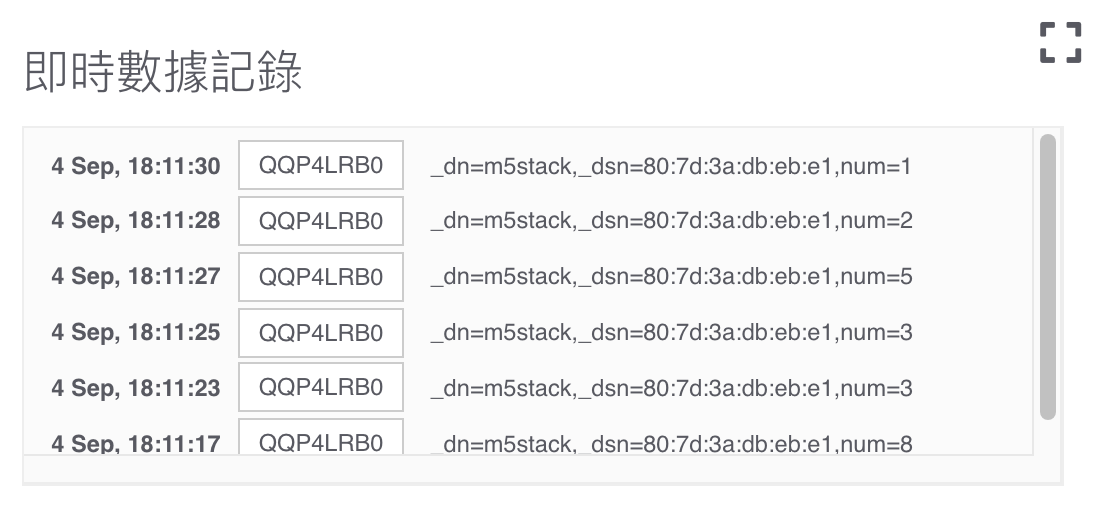 即時數據記錄
4 Sep, 18:11:30 QQP4LRB0 _dn=m5stack,_dsn=80:7d:3a:db:eb:e1,num=1
4 Sep, 18:11:28 QQP4LRB0 _dn=m5stack,_dsn=80:7d:3a:db:eb:e1,num=2
4 Sep, 18:11:27 QQP4LRB0 _dn=m5stack,_dsn=80:7d:3a:db:eb:e1,num=5
4 Sep, 18:11:25 QQP4LRB0 _dn=m5stack,_dsn=80:7d:3a:db:eb:e1,num=3
4 Sep, 18:11:23 QQP4LRB0 _dn=m5stack,_dsn=80:7d:3a:db:eb:e1,num=3
4 Sep, 18:11:17 QQP4LRB0 _dn=m5stack,_dsn=80:7d:3a:db:eb:e1,num=8